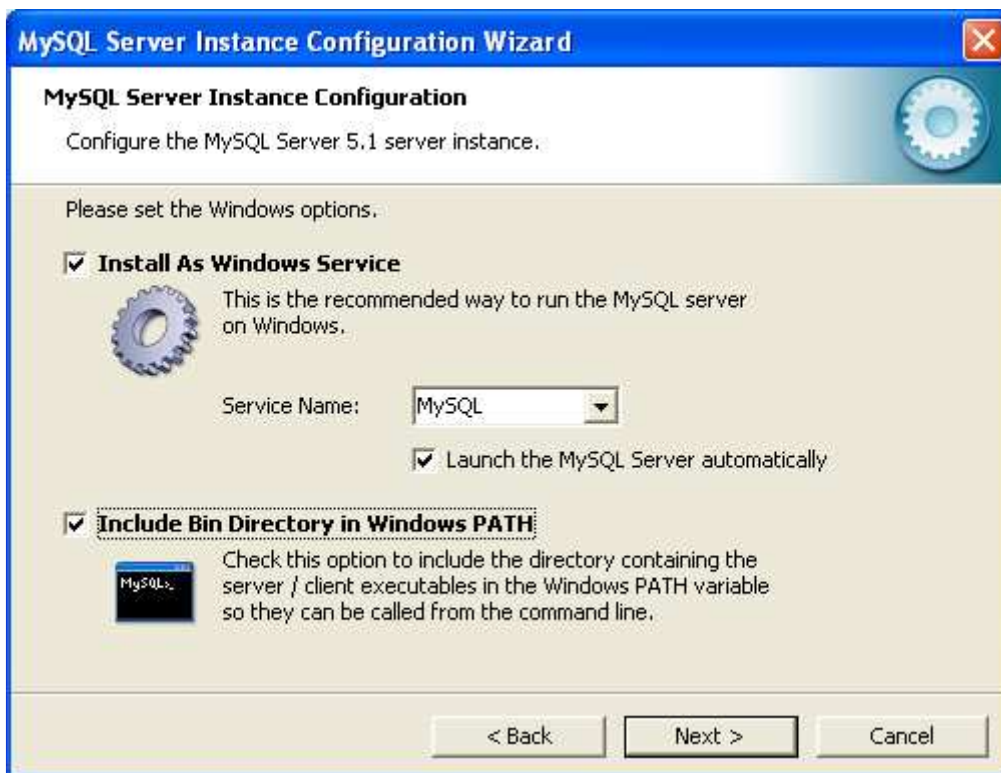 MySQL Server Instance Configuration Wizard
MySQL Server Instance Configuration
Configure the MySQL Server 5.1 server instance.
Please set the Windows options.
Install As Windows Service
This is the recommended way to run the MySQL server
on Windows.
Service Name: MySQL
Launch the MySQL Server automatically
Include Bin Directory in Windows PATH
MySQL>_
Check this option to include the directory containing the
server / client executables in the Windows PATH variable
so they can be called from the command line.
< Back Next > Cancel